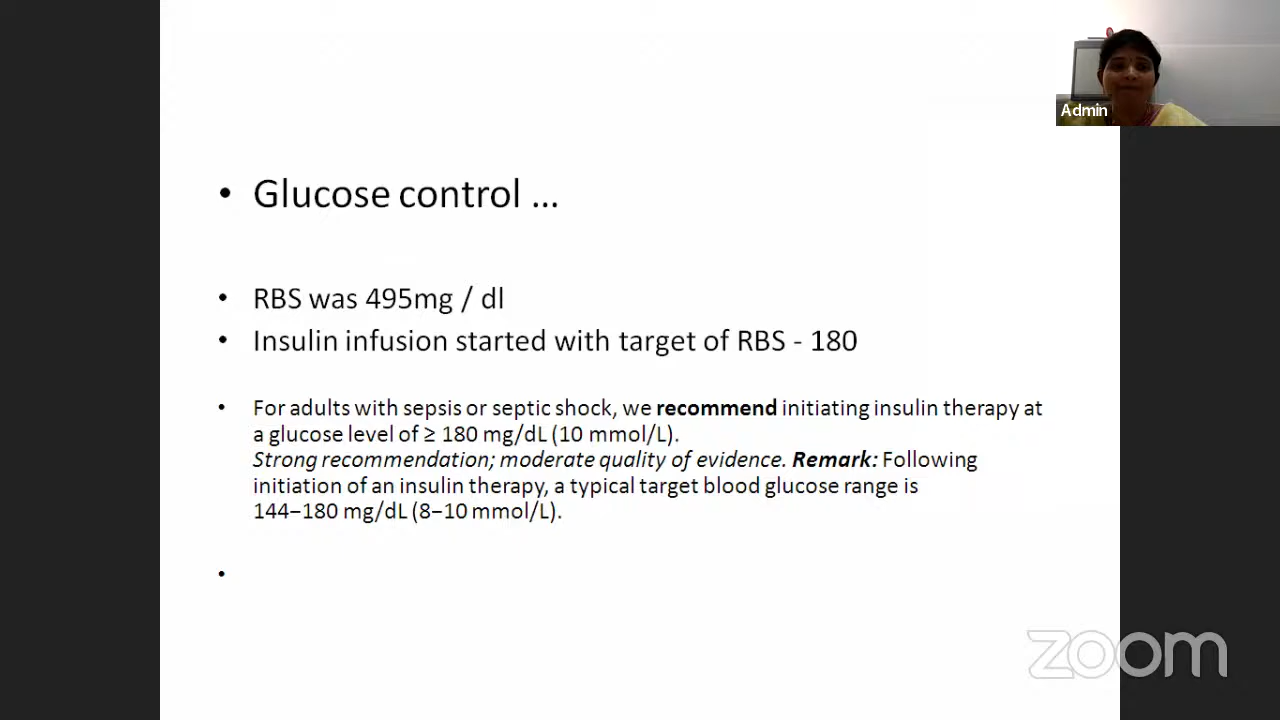 Admin
• Glucose control ...
• RBS was 495mg / dl
• Insulin infusion started with target of RBS - 180
• For adults with sepsis or septic shock, we recommend initiating insulin therapy at
a glucose level of ≥ 180 mg/dL (10 mmol/L).
Strong recommendation; moderate quality of evidence. Remark: Following
initiation of an insulin therapy, a typical target blood glucose range is
144–180 mg/dL (8–10 mmol/L).
•
zoom